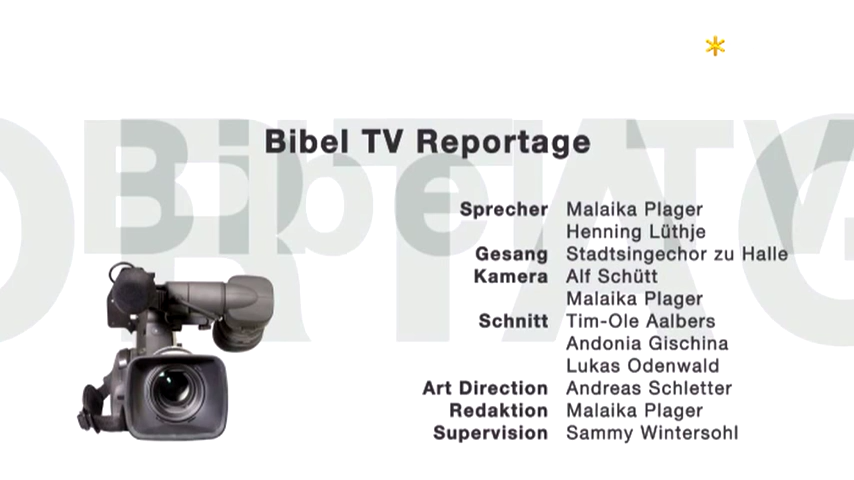 Bibel TV Reportage
Sprecher Malaika Plager
Henning Lüthje
Gesang Stadtsingechor zu Halle
Kamera Alf Schütt
Malaika Plager
Schnitt Tim-Ole Aalbers
Andonia Gischina
Lukas Odenwald
Art Direction Andreas Schletter
Redaktion Malaika Plager
Supervision Sammy Wintersohl